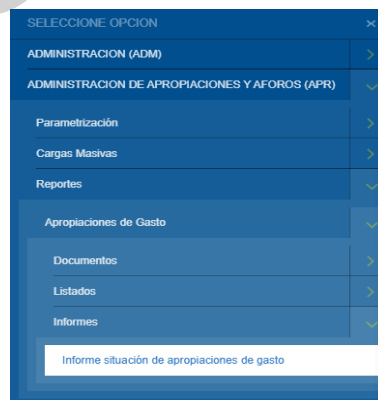 SELECCIONE OPCION
ADMINISTRACION (ADM)
ADMINISTRACION DE APROPIACIONES Y AFOROS (APR)
Parametrización
Cargas Masivas
Reportes
Apropiaciones de Gasto
Documentos
Listados
Informes
Informe situación de apropiaciones de gasto